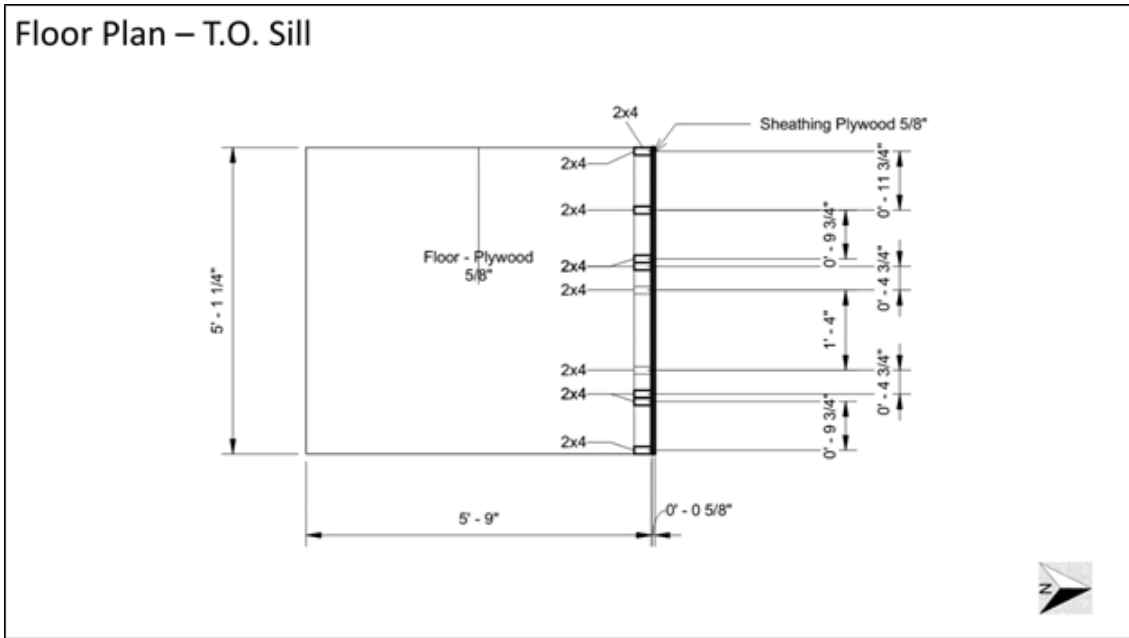 Floor Plan – T.O. Sill
2x4
Sheathing Plywood 5/8"
2x4
0' - 11 3/4"
2x4
0' - 9 3/4"
Floor - Plywood
5/8"
2x4
0' - 4 3/4"
2x4
5' - 1 1/4"
1' - 4"
2x4
0' - 4 3/4"
2x4
0' - 9 3/4"
2x4
5' - 9"
0' - 0 5/8"
N